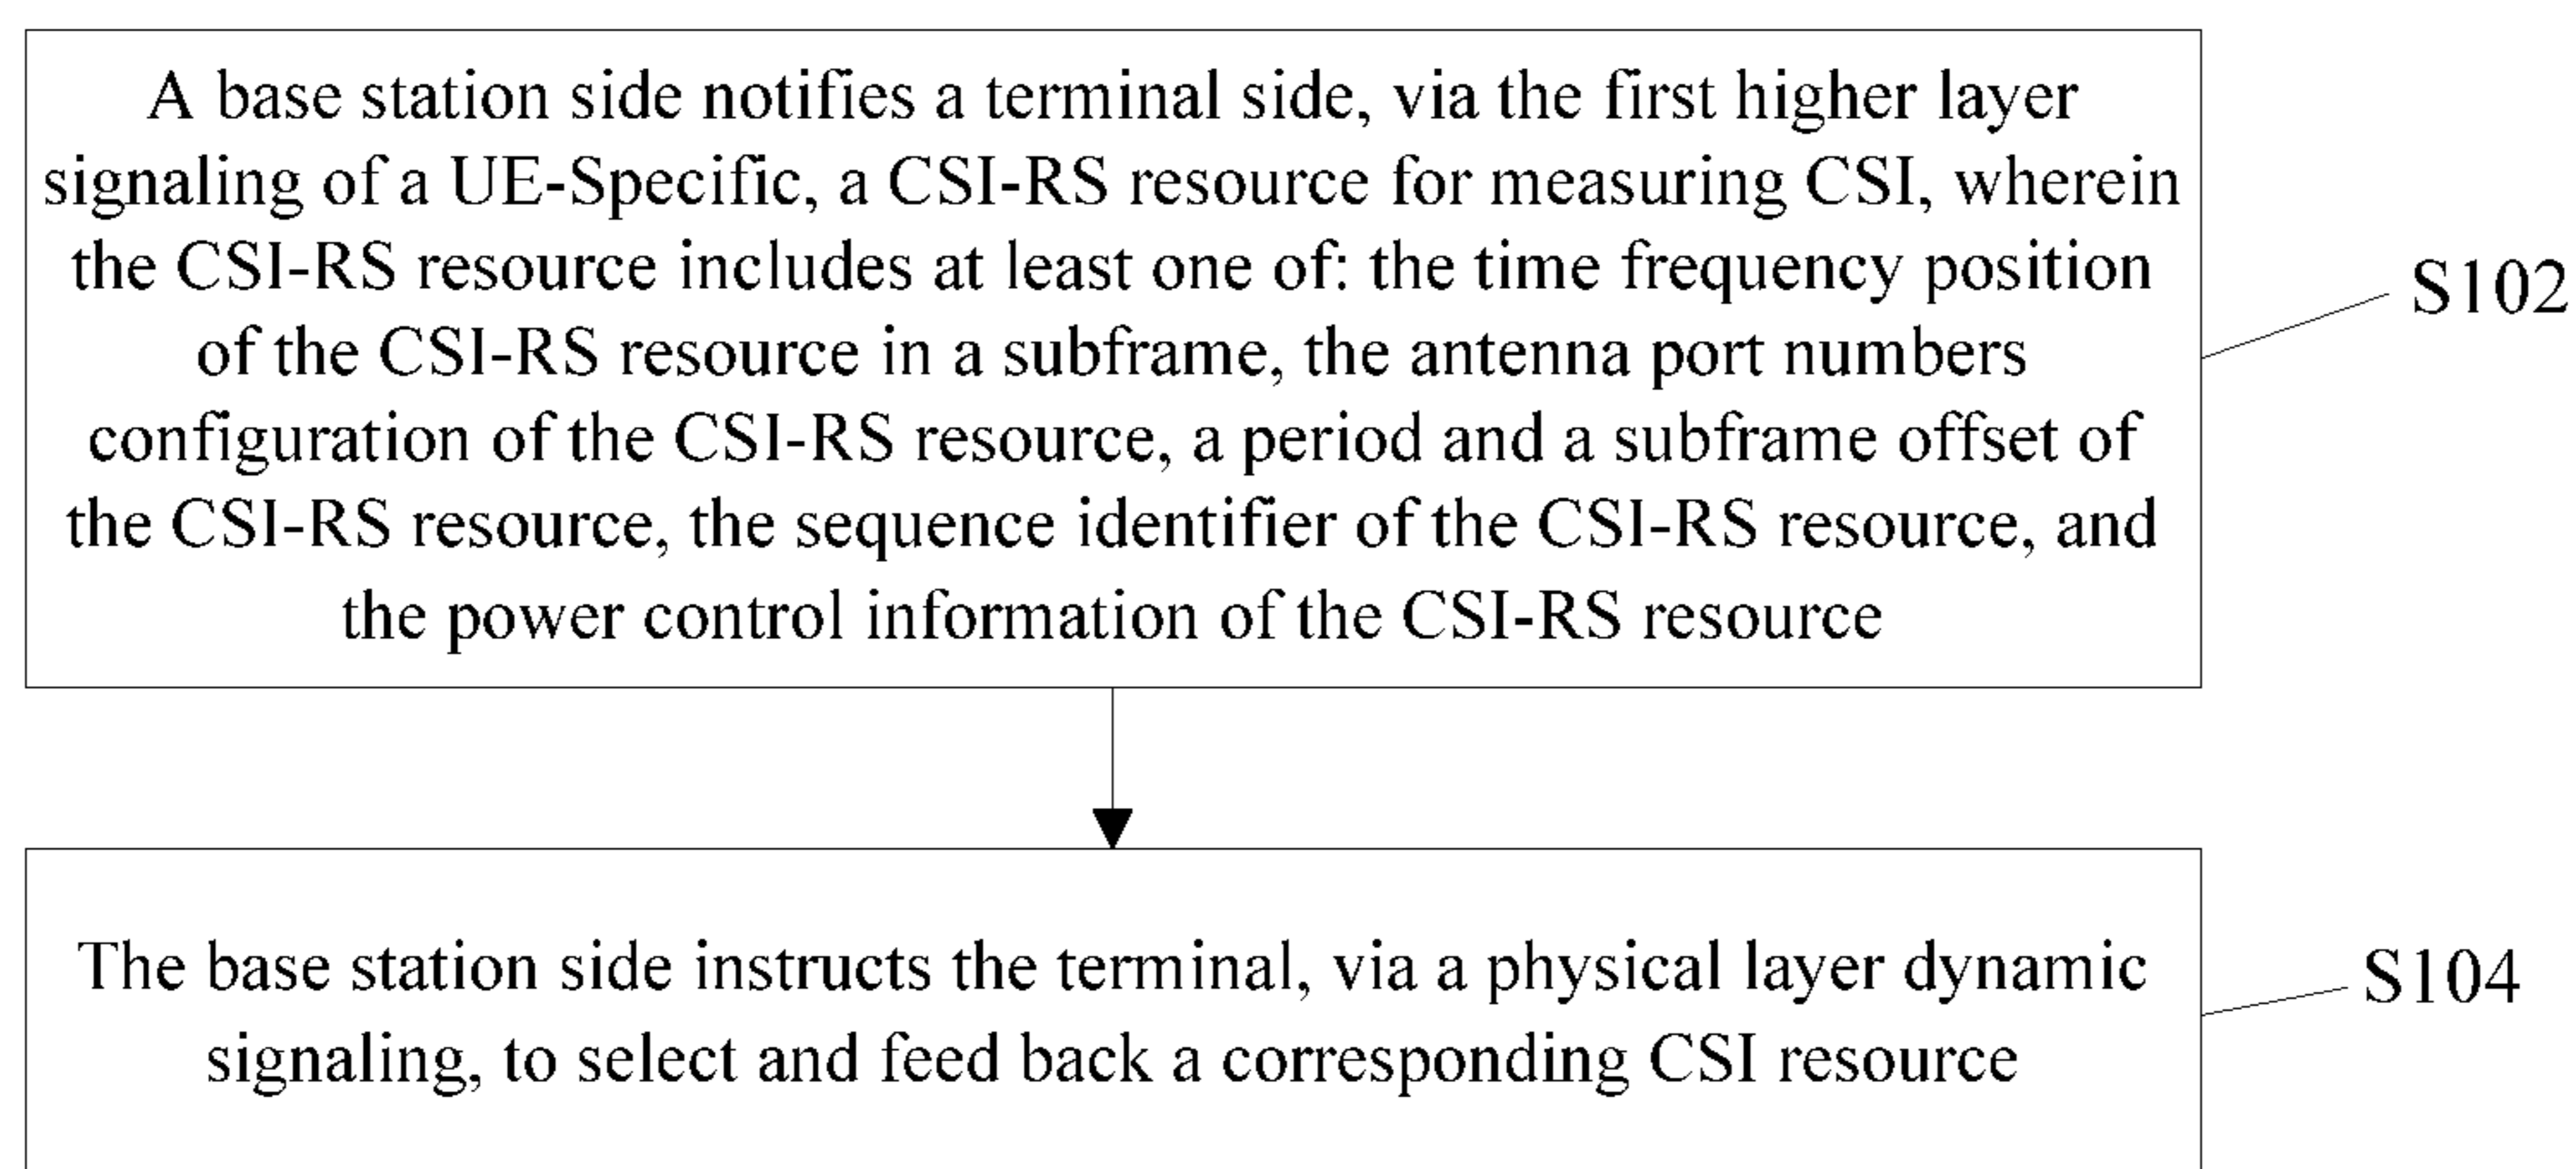 A base station side notifies a terminal side, via the first higher layer
signaling of a UE-Specific, a CSI-RS resource for measuring CSI, wherein
the CSI-RS resource includes at least one of: the time frequency position
of the CSI-RS resource in a subframe, the antenna port numbers
configuration of the CSI-RS resource, a period and a subframe offset of
the CSI-RS resource, the sequence identifier of the CSI-RS resource, and
the power control information of the CSI-RS resource
S102
The base station side instructs the terminal, via a physical layer dynamic
signaling, to select and feed back a corresponding CSI resource
S104